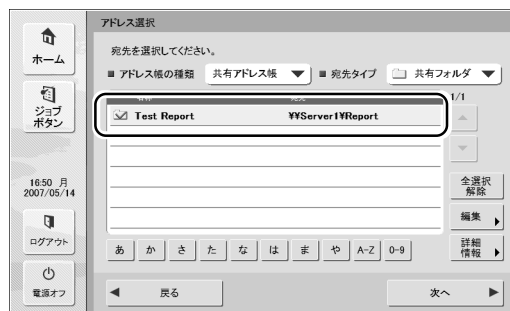 アドレス選択
ホーム
宛先を選択してください。
■ アドレス帳の種類 共有アドレス帳 ▼ ■ 宛先タイプ 共有フォルダ ▼
ジョブ
ボタン
1/1
Test Report ¥¥Server1¥Report
16:50 月
2007/05/14
全選択
解除
編集
ログアウト
あ か さ た な は ま や A-Z 0-9
詳細
情報
電源オフ
戻る
次へ